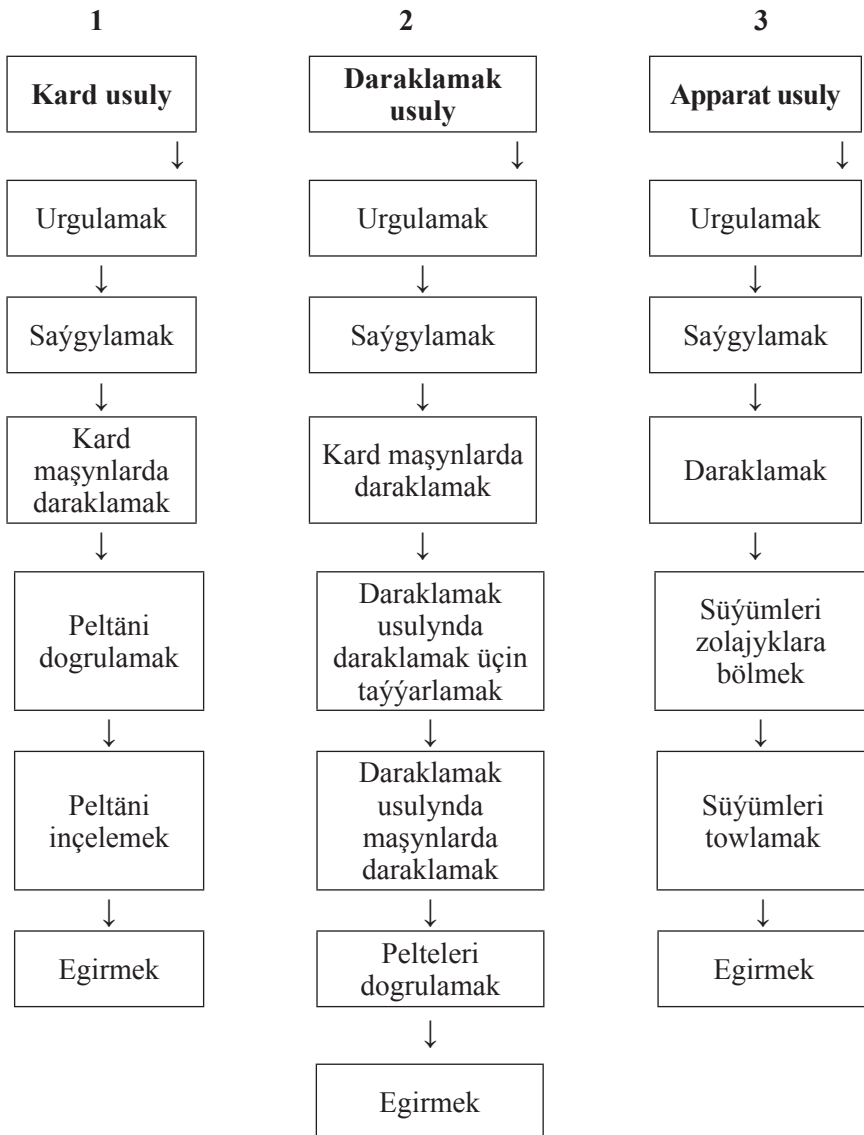 1
Kard usuly
↓
Urgulamak
↓
Saýgylamak
↓
Kard
maşynlarda
daraklamak
↓
Peltäni
dogrulamak
↓
Peltäni
inçelemek
↓
Egirmek
2
Daraklamak
usuly
↓
Urgulamak
↓
Saýgylamak
↓
Kard maşynlarda
daraklamak
↓
Daraklamak
usulynda
daraklamak üçin
taýýarlamak
↓
Daraklamak
usulynda
maşynlarda
daraklamak
↓
Pelteleri
dogrulamak
↓
Egirmek
3
Apparat usuly
↓
Urgulamak
↓
Saýgylamak
↓
Daraklamak
↓
Süýümleri
zolajyklara
bölmek
↓
Süýümleri
towlamak
↓
Egirmek